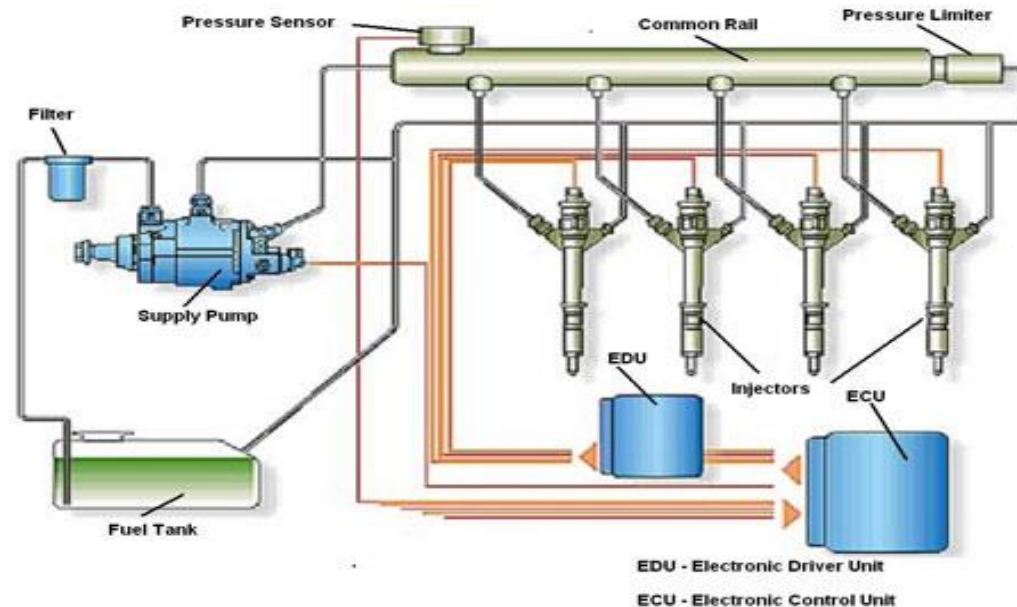 Pressure Sensor
Common Rail
Pressure Limiter
Filter
Supply Pump
EDU
Injectors
ECU
Fuel Tank
EDU - Electronic Driver Unit
ECU - Electronic Control Unit